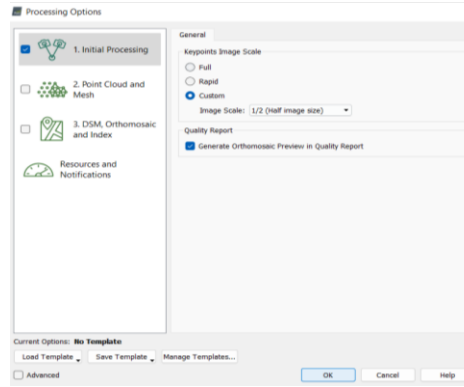 Processing Options
1. Initial Processing
2. Point Cloud and
Mesh
3. DSM, Orthomosaic
and Index
Resources and
Notifications
General
Keypoints Image Scale
Full
Rapid
Custom
Image Scale: 1/2 (Half image size)
Quality Report
Generate Orthomosaic Preview in Quality Report
Current Options: No Template
Load Template Save Template Manage Templates...
Advanced OK Cancel Help